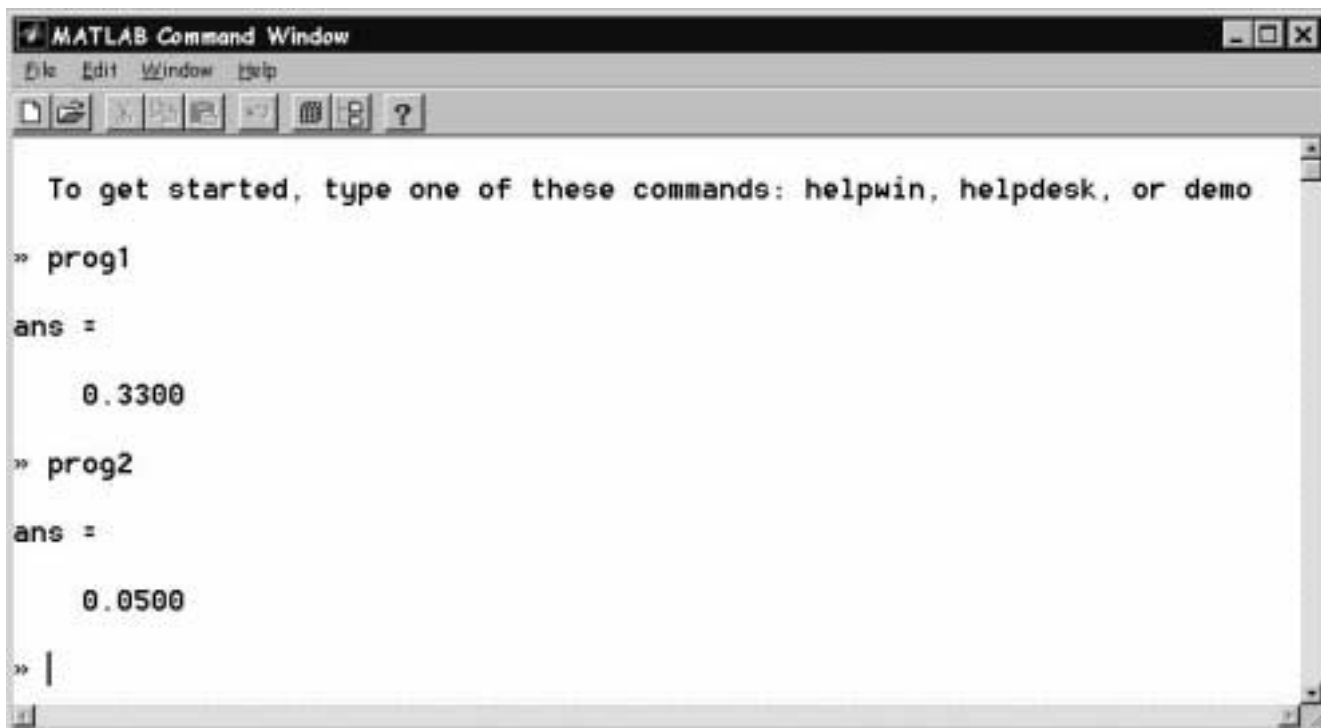 MATLAB Command Window
File Edit Window Help
?
To get started, type one of these commands: helpwin, helpdesk, or demo
» prog1
ans =
0.3300
» prog2
ans =
0.0500
»